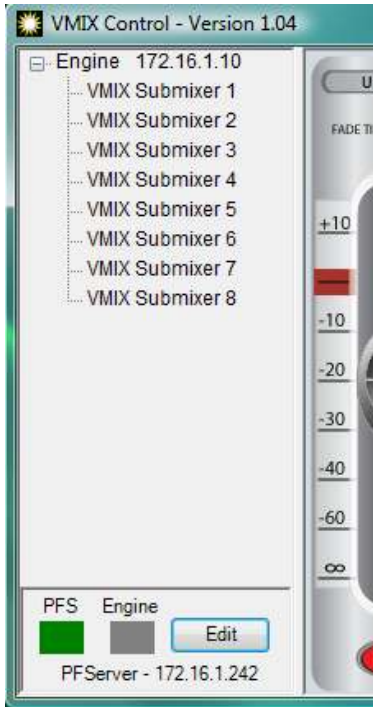 VMIX Control - Version 1.04
Engine 172.16.1.10
VMIX Submixer 1
VMIX Submixer 2
VMIX Submixer 3
VMIX Submixer 4
VMIX Submixer 5
VMIX Submixer 6
VMIX Submixer 7
VMIX Submixer 8
PFS Engine
Edit
PFServer - 172.16.1.242
U
FADE TI
+10
-10
-20
-30
-40
-60
∞